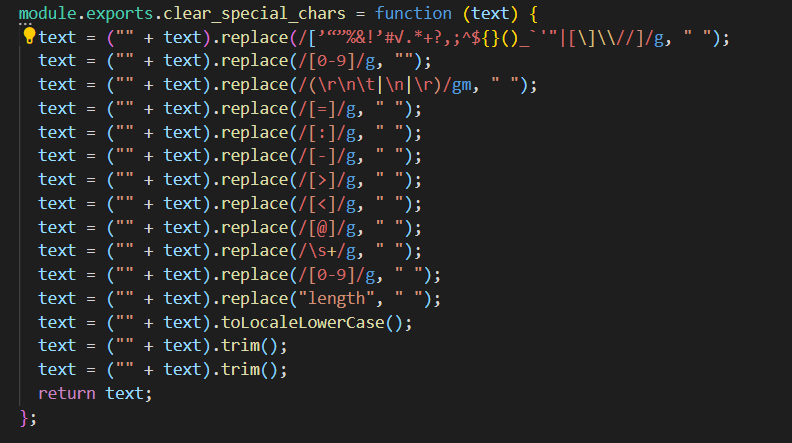 module.exports.clear_special_chars = function (text) {
text = ("" + text).replace(/[’“”%&!’#√.*+?,;^${}()_`'"|[\]\\//]/g, " ");
text = ("" + text).replace(/[0-9]/g, "");
text = ("" + text).replace(/(\r\n\t|\n|\r)/gm, " ");
text = ("" + text).replace(/[=]/g, " ");
text = ("" + text).replace(/[:]/g, " ");
text = ("" + text).replace(/[-]/g, " ");
text = ("" + text).replace(/[>]/g, " ");
text = ("" + text).replace(/[<]/g, " ");
text = ("" + text).replace(/[@]/g, " ");
text = ("" + text).replace(/\s+/g, " ");
text = ("" + text).replace(/[0-9]/g, " ");
text = ("" + text).replace("length", " ");
text = ("" + text).toLocaleLowerCase();
text = ("" + text).trim();
text = ("" + text).trim();
return text;
};